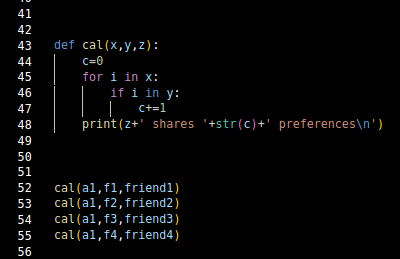 41
42
43 def cal(x,y,z):
44     c=0
45     for i in x:
46         if i in y:
47             c+=1
48     print(z+' shares '+str(c)+' preferences\n')
49
50
51
52 cal(a1,f1,friend1)
53 cal(a1,f2,friend2)
54 cal(a1,f3,friend3)
55 cal(a1,f4,friend4)
56